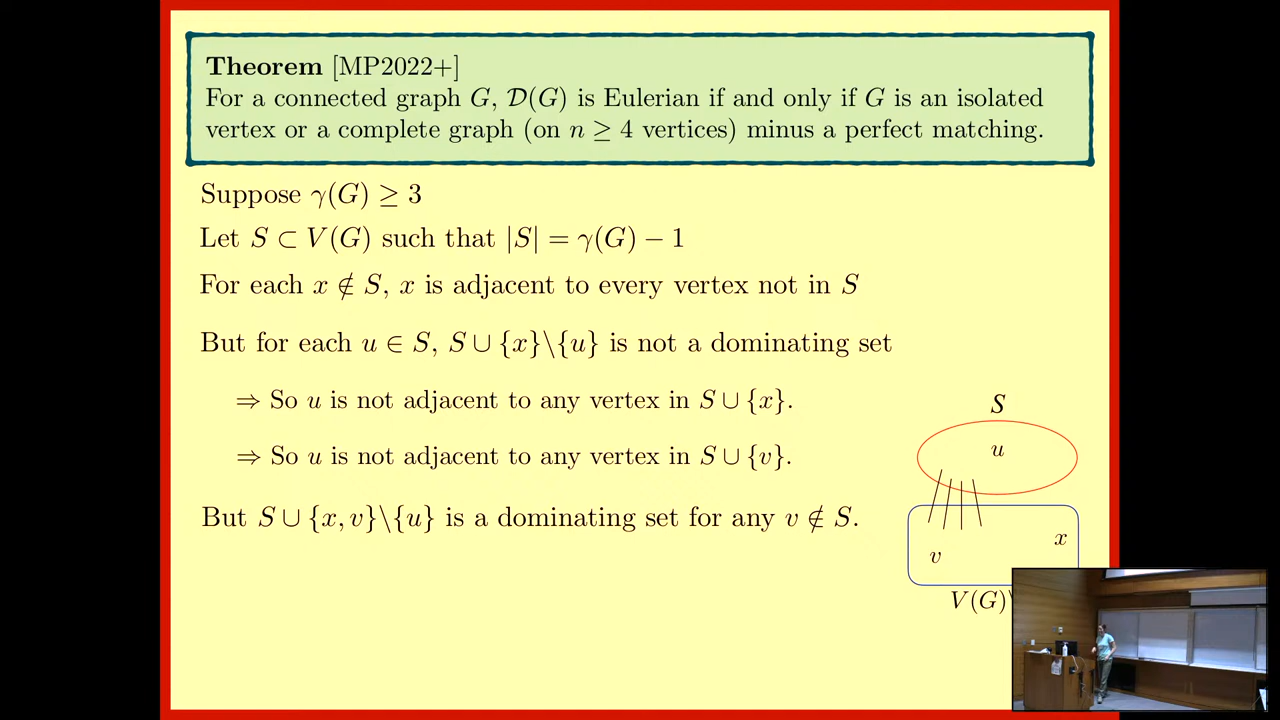 Theorem [MP2022+]
For a connected graph G, 𝒟(G) is Eulerian if and only if G is an isolated
vertex or a complete graph (on n ≥ 4 vertices) minus a perfect matching.
Suppose γ(G) ≥ 3
Let S ⊂ V(G) such that |S| = γ(G) − 1
For each x ∉ S, x is adjacent to every vertex not in S
But for each u ∈ S, S ∪ {x}\{u} is not a dominating set
⇒ So u is not adjacent to any vertex in S ∪ {x}.
⇒ So u is not adjacent to any vertex in S ∪ {v}.
But S ∪ {x, v}\{u} is a dominating set for any v ∉ S.
S
u
x
v
V(G)